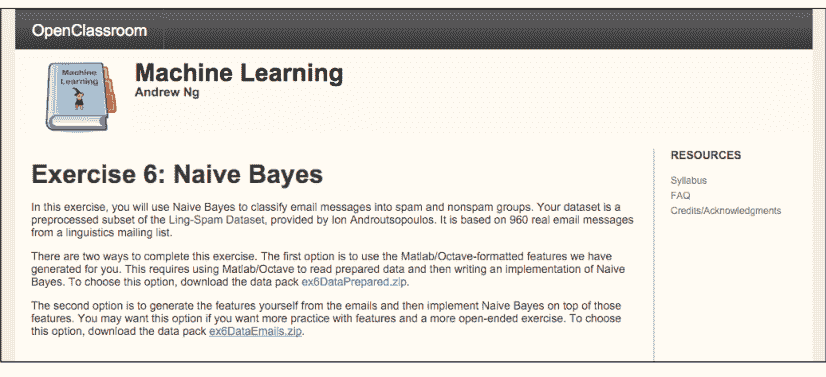 OpenClassroom
Machine Learning
Machine
Learning
Andrew Ng
Exercise 6: Naive Bayes
In this exercise, you will use Naive Bayes to classify email messages into spam and nonspam groups. Your dataset is a
preprocessed subset of the Ling-Spam Dataset, provided by Ion Androutsopoulos. It is based on 960 real email messages
from a linguistics mailing list.
There are two ways to complete this exercise. The first option is to use the Matlab/Octave-formatted features we have
generated for you. This requires using Matlab/Octave to read prepared data and then writing an implementation of Naive
Bayes. To choose this option, download the data pack ex6DataPrepared.zip.
The second option is to generate the features yourself from the emails and then implement Naive Bayes on top of those
features. You may want this option if you want more practice with features and a more open-ended exercise. To choose
this option, download the data pack ex6DataEmails.zip.
RESOURCES
Syllabus
FAQ
Credits/Acknowledgments